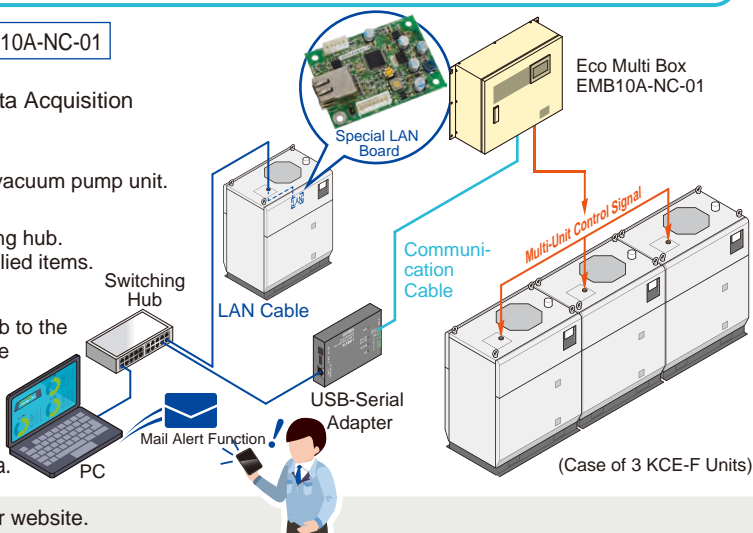 10A-NC-01
ta Acquisition
vacuum pump unit.
ng hub.
lied items.
b to the
e
a.
r website.
Special LAN
Board
LAN
Eco Multi Box
EMB10A-NC-01
Multi-Unit Control Signal
Communi-
cation
Cable
Switching
Hub
LAN Cable
USB-Serial
Adapter
Mail Alert Function
!
PC
(Case of 3 KCE-F Units)